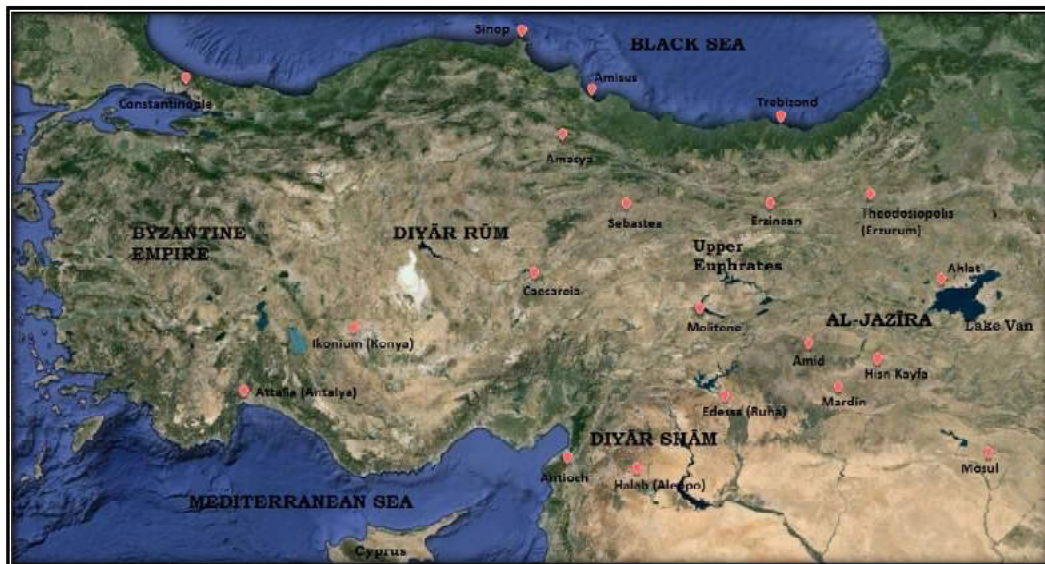 Sinop
BLACK SEA
Amisus
Constantinople
Trebizond
Amasya
Sebastea
Erzincan
Theodosiopolis
(Erzurum)
BYZANTINE
EMPIRE
DIYĀR RŪM
Upper
Euphrates
Ahlat
Caesareia
Melitene
AL-JAZĪRA
Lake Van
Ikonium (Konya)
Amid
Hisn Kayfa
Attalia (Antalya)
Mardin
Edessa (Ruha)
DIYĀR SHĀM
Mosul
Antioch
Halab (Aleppo)
MEDITERRANEAN SEA
Cyprus